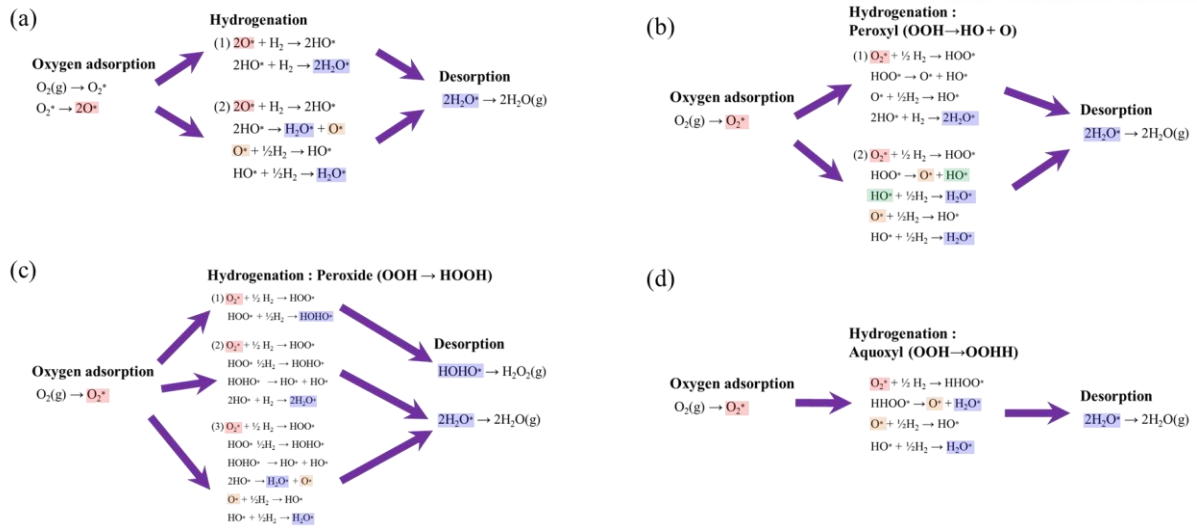 (a)
Hydrogenation
(1) 2O* + H₂ → 2HO*
2HO* + H₂ → 2H₂O*
Oxygen adsorption
O₂(g) → O₂*
O₂* → 2O*
(2) 2O* + H₂ → 2HO*
2HO* → H₂O* + O*
O* + ½H₂ → HO*
HO* + ½H₂ → H₂O*
Desorption
2H₂O* → 2H₂O(g)
(b)
Hydrogenation :
Peroxyl (OOH→HO + O)
(1) O₂* + ½ H₂ → HOO*
HOO* → O* + HO*
O* + ½H₂ → HO*
2HO* + H₂ → 2H₂O*
Oxygen adsorption
O₂(g) → O₂*
(2) O₂* + ½ H₂ → HOO*
HOO* → O* + HO*
HO* + ½H₂ → H₂O*
O* + ½H₂ → HO*
HO* + ½H₂ → H₂O*
Desorption
2H₂O* → 2H₂O(g)
(c)
Hydrogenation : Peroxide (OOH → HOOH)
(1) O₂* + ½ H₂ → HOO*
HOO* + ½H₂ → HOHO*
Oxygen adsorption
O₂(g) → O₂*
(2) O₂* + ½ H₂ → HOO*
HOO* ½H₂ → HOHO*
HOHO* → HO* + HO*
2HO* + H₂ → 2H₂O*
(3) O₂* + ½ H₂ → HOO*
HOO* ½H₂ → HOHO*
HOHO* → HO* + HO*
2HO* → H₂O* + O*
O* + ½H₂ → HO*
HO* + ½H₂ → H₂O*
Desorption
HOHO* → H₂O₂(g)
2H₂O* → 2H₂O(g)
(d)
Hydrogenation :
Aquoxyl (OOH→OOHH)
Oxygen adsorption
O₂(g) → O₂*
O₂* + ½ H₂ → HHOO*
HHOO* → O* + H₂O*
O* + ½H₂ → HO*
HO* + ½H₂ → H₂O*
Desorption
2H₂O* → 2H₂O(g)